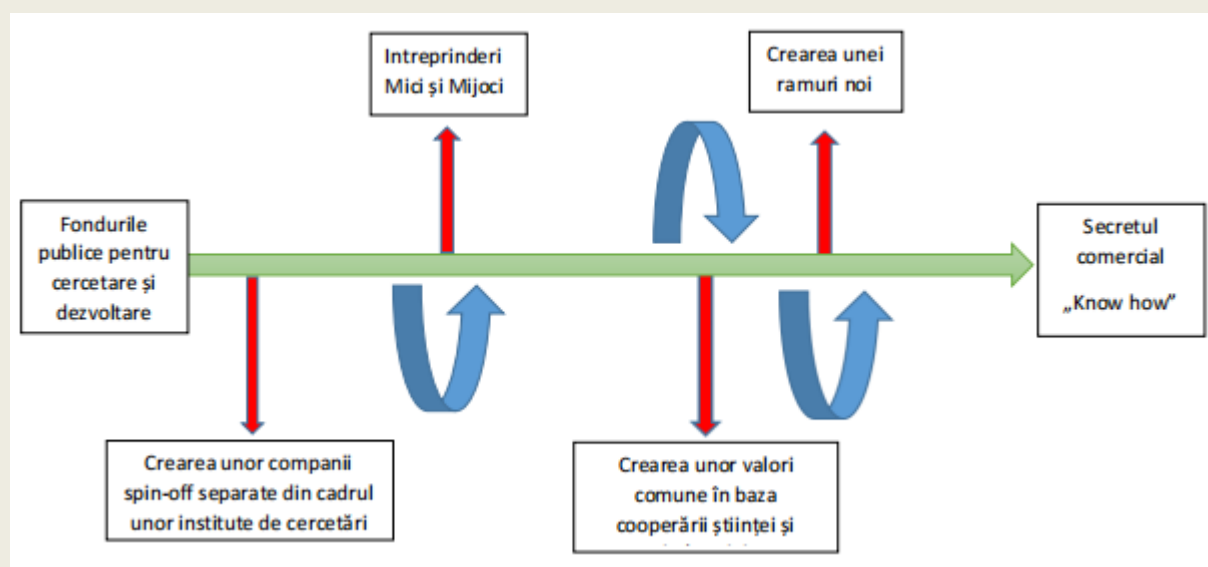 Intreprinderi
Mici și Mijoci
Crearea unei
ramuri noi
Fondurile
publice pentru
cercetare și
dezvoltare
Secretul
comercial
„Know how”
Crearea unor companii
spin-off separate din cadrul
unor institute de cercetări
Crearea unor valori
comune în baza
cooperării științei și